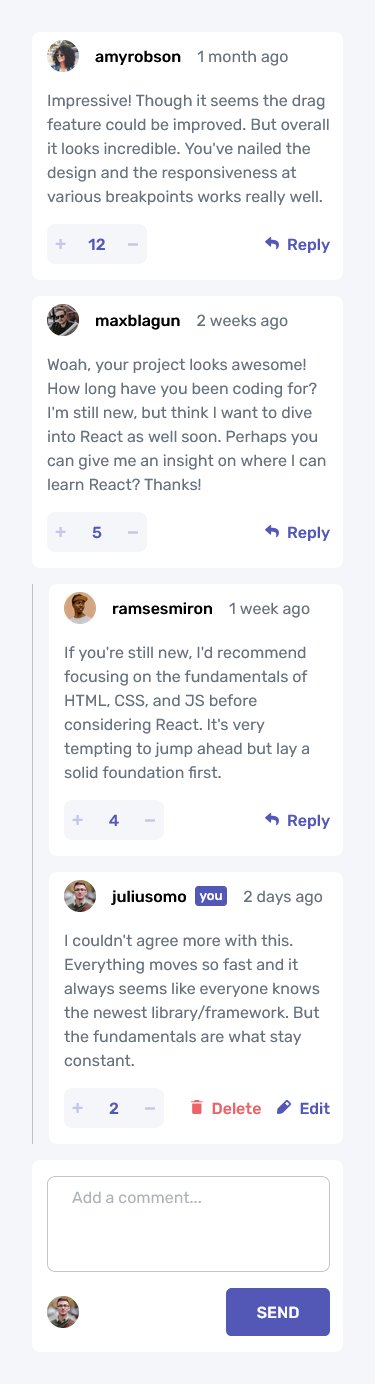 amyrobson 1 month ago
Impressive! Though it seems the drag
feature could be improved. But overall
it looks incredible. You've nailed the
design and the responsiveness at
various breakpoints works really well.
+ 12 −
Reply
maxblagun 2 weeks ago
Woah, your project looks awesome!
How long have you been coding for?
I'm still new, but think I want to dive
into React as well soon. Perhaps you
can give me an insight on where I can
learn React? Thanks!
+ 5 −
Reply
ramsesmiron 1 week ago
If you're still new, I'd recommend
focusing on the fundamentals of
HTML, CSS, and JS before
considering React. It's very
tempting to jump ahead but lay a
solid foundation first.
+ 4 −
Reply
juliusomo you 2 days ago
I couldn't agree more with this.
Everything moves so fast and it
always seems like everyone knows
the newest library/framework. But
the fundamentals are what stay
constant.
+ 2 −
Delete Edit
Add a comment...
SEND